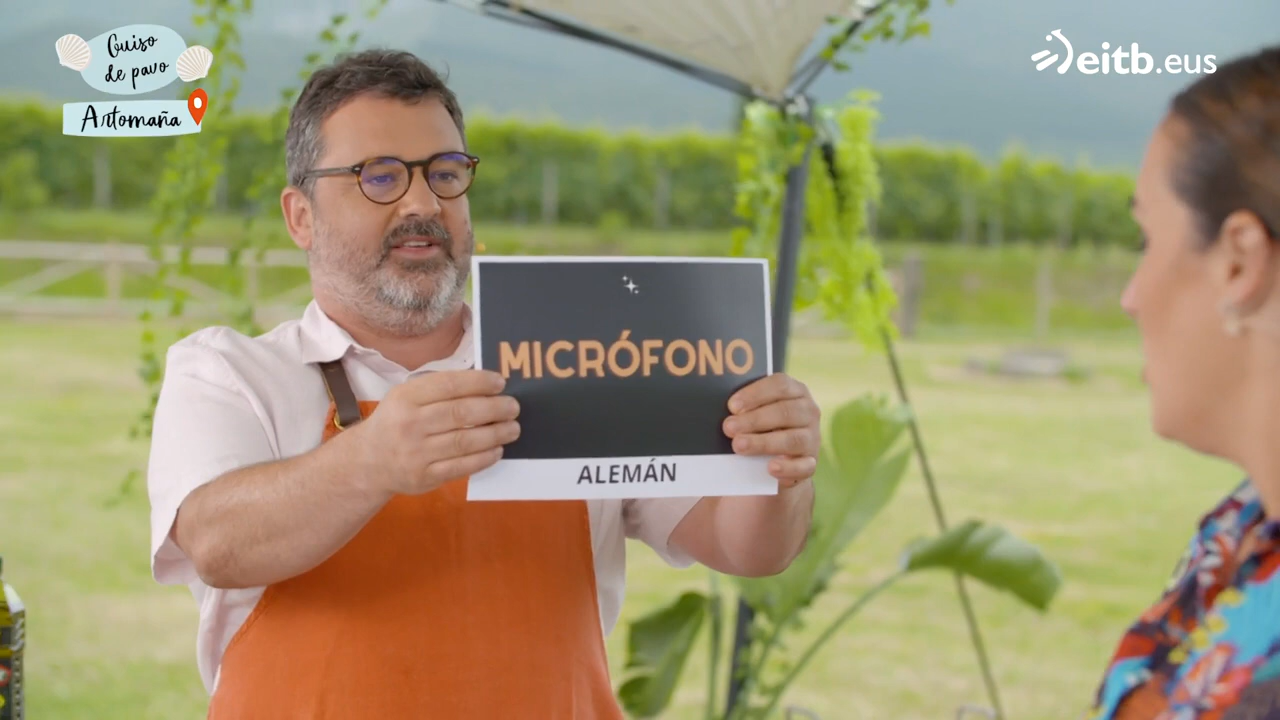 Guiso
de pavo
Artomaña
eitb.eus
MICRÓFONO
ALEMÁN